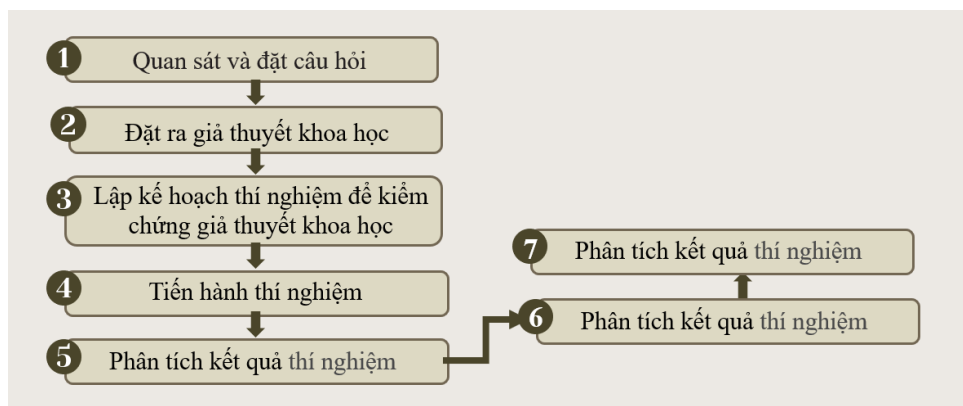 1 Quan sát và đặt câu hỏi
2 Đặt ra giả thuyết khoa học
3 Lập kế hoạch thí nghiệm để kiểm
chứng giả thuyết khoa học
4 Tiến hành thí nghiệm
5 Phân tích kết quả thí nghiệm
6 Phân tích kết quả thí nghiệm
7 Phân tích kết quả thí nghiệm